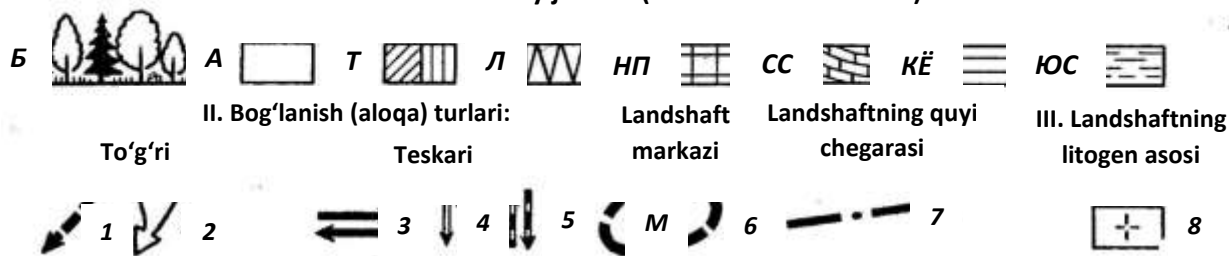 Б А Т Л НП СС КЁ ЮС
II. Bog‘lanish (aloqa) turlari:
To‘g‘ri
Teskari
Landshaft
markazi
Landshaftning quyi
chegarasi
III. Landshaftning
litogen asosi
1 2 3 4 5 М 6 7 8